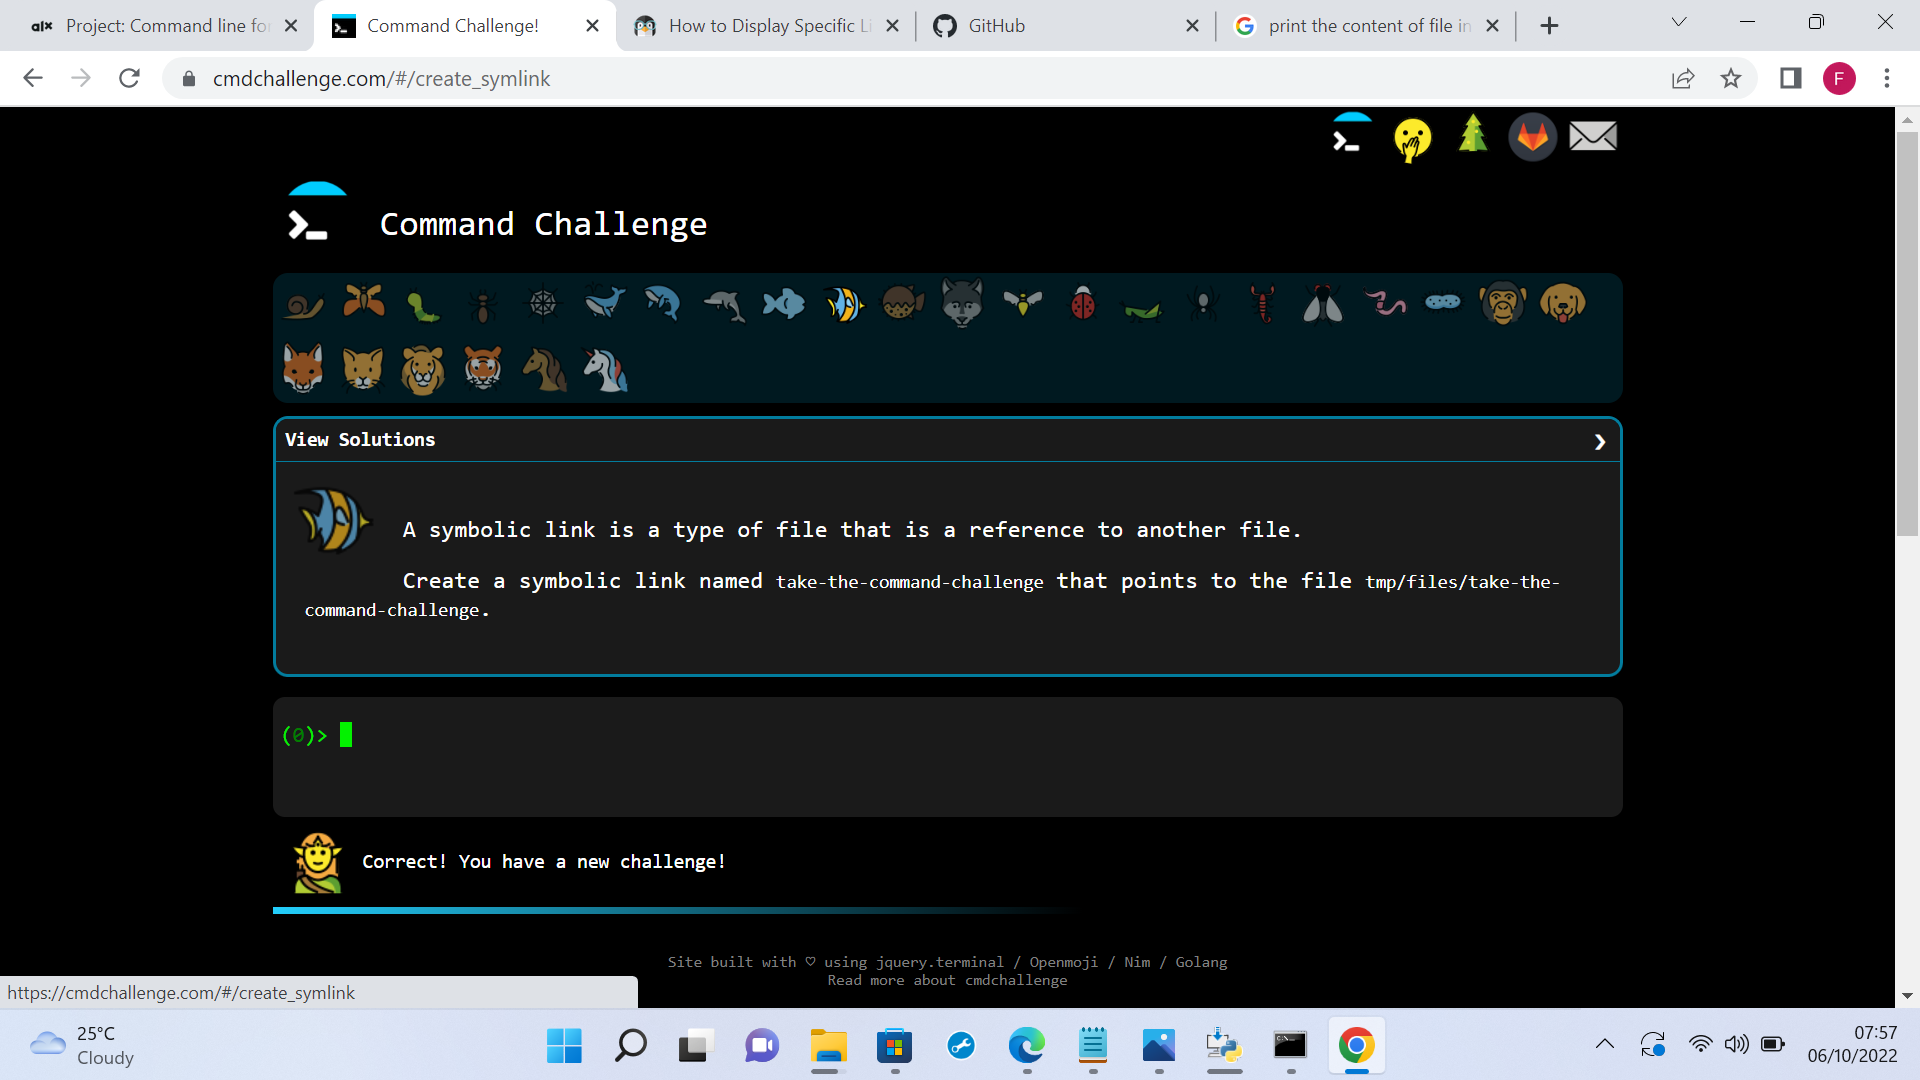 alx Project: Command line fo
Command Challenge!
How to Display Specific Li
GitHub
print the content of file in
cmdchallenge.com/#/create_symlink
F
Command Challenge
View Solutions
A symbolic link is a type of file that is a reference to another file.
Create a symbolic link named take-the-command-challenge that points to the file tmp/files/take-the-
command-challenge.
(0)>
Correct! You have a new challenge!
Site built with ♡ using jquery.terminal / Openmoji / Nim / Golang
Read more about cmdchallenge
https://cmdchallenge.com/#/create_symlink
25°C
Cloudy
07:57
06/10/2022